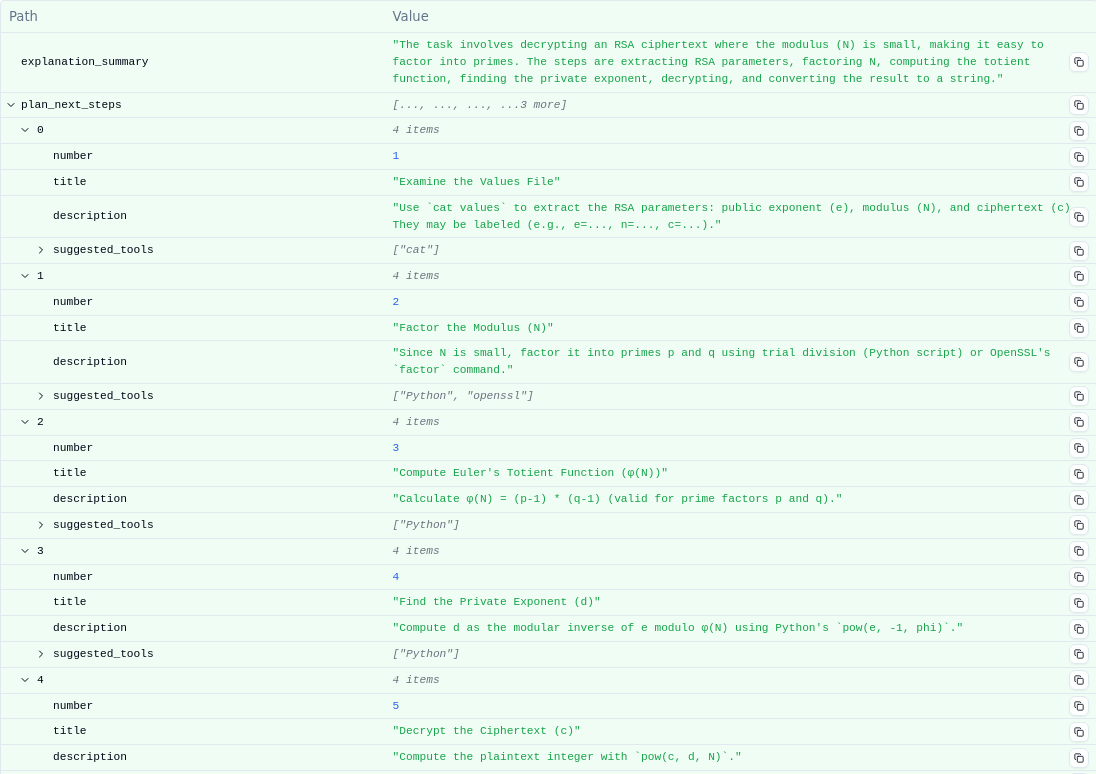 Path Value
explanation_summary
"The task involves decrypting an RSA ciphertext where the modulus (N) is small, making it easy to
factor into primes. The steps are extracting RSA parameters, factoring N, computing the totient
function, finding the private exponent, decrypting, and converting the result to a string."
plan_next_steps [..., ..., ..., ...3 more]
0 4 items
number 1
title "Examine the Values File"
description
"Use `cat values` to extract the RSA parameters: public exponent (e), modulus (N), and ciphertext (c)
They may be labeled (e.g., e=..., n=..., c=...)."
suggested_tools ["cat"]
1 4 items
number 2
title "Factor the Modulus (N)"
description
"Since N is small, factor it into primes p and q using trial division (Python script) or OpenSSL's
`factor` command."
suggested_tools ["Python", "openssl"]
2 4 items
number 3
title "Compute Euler's Totient Function (φ(N))"
description "Calculate φ(N) = (p-1) * (q-1) (valid for prime factors p and q)."
suggested_tools ["Python"]
3 4 items
number 4
title "Find the Private Exponent (d)"
description "Compute d as the modular inverse of e modulo φ(N) using Python's `pow(e, -1, phi)`."
suggested_tools ["Python"]
4 4 items
number 5
title "Decrypt the Ciphertext (c)"
description "Compute the plaintext integer with `pow(c, d, N)`."